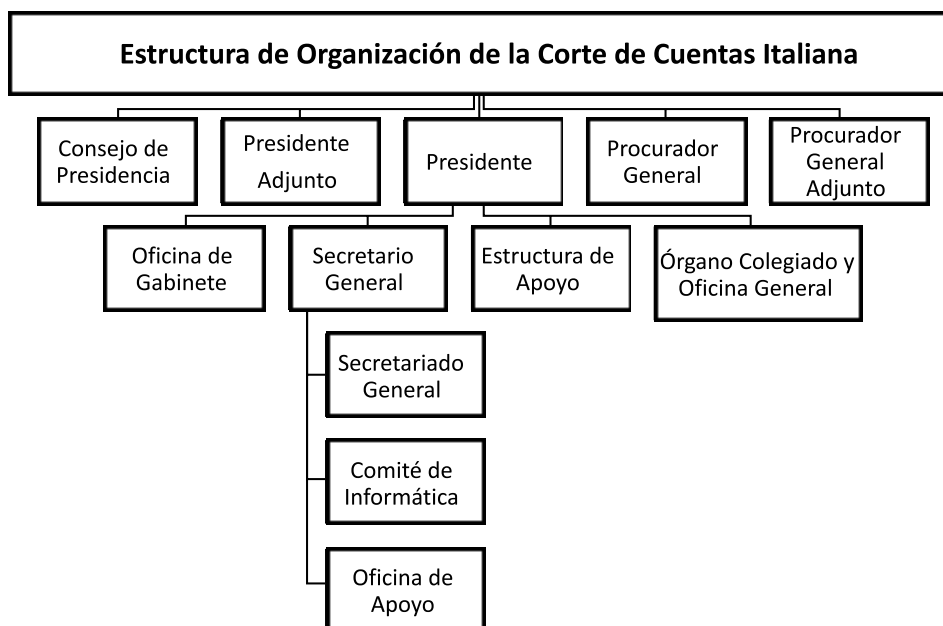 Estructura de Organización de la Corte de Cuentas Italiana
Consejo de
Presidencia
Presidente
Adjunto
Presidente
Procurador
General
Procurador
General
Adjunto
Oficina de
Gabinete
Secretario
General
Estructura de
Apoyo
Órgano Colegiado y
Oficina General
Secretariado
General
Comité de
Informática
Oficina de
Apoyo